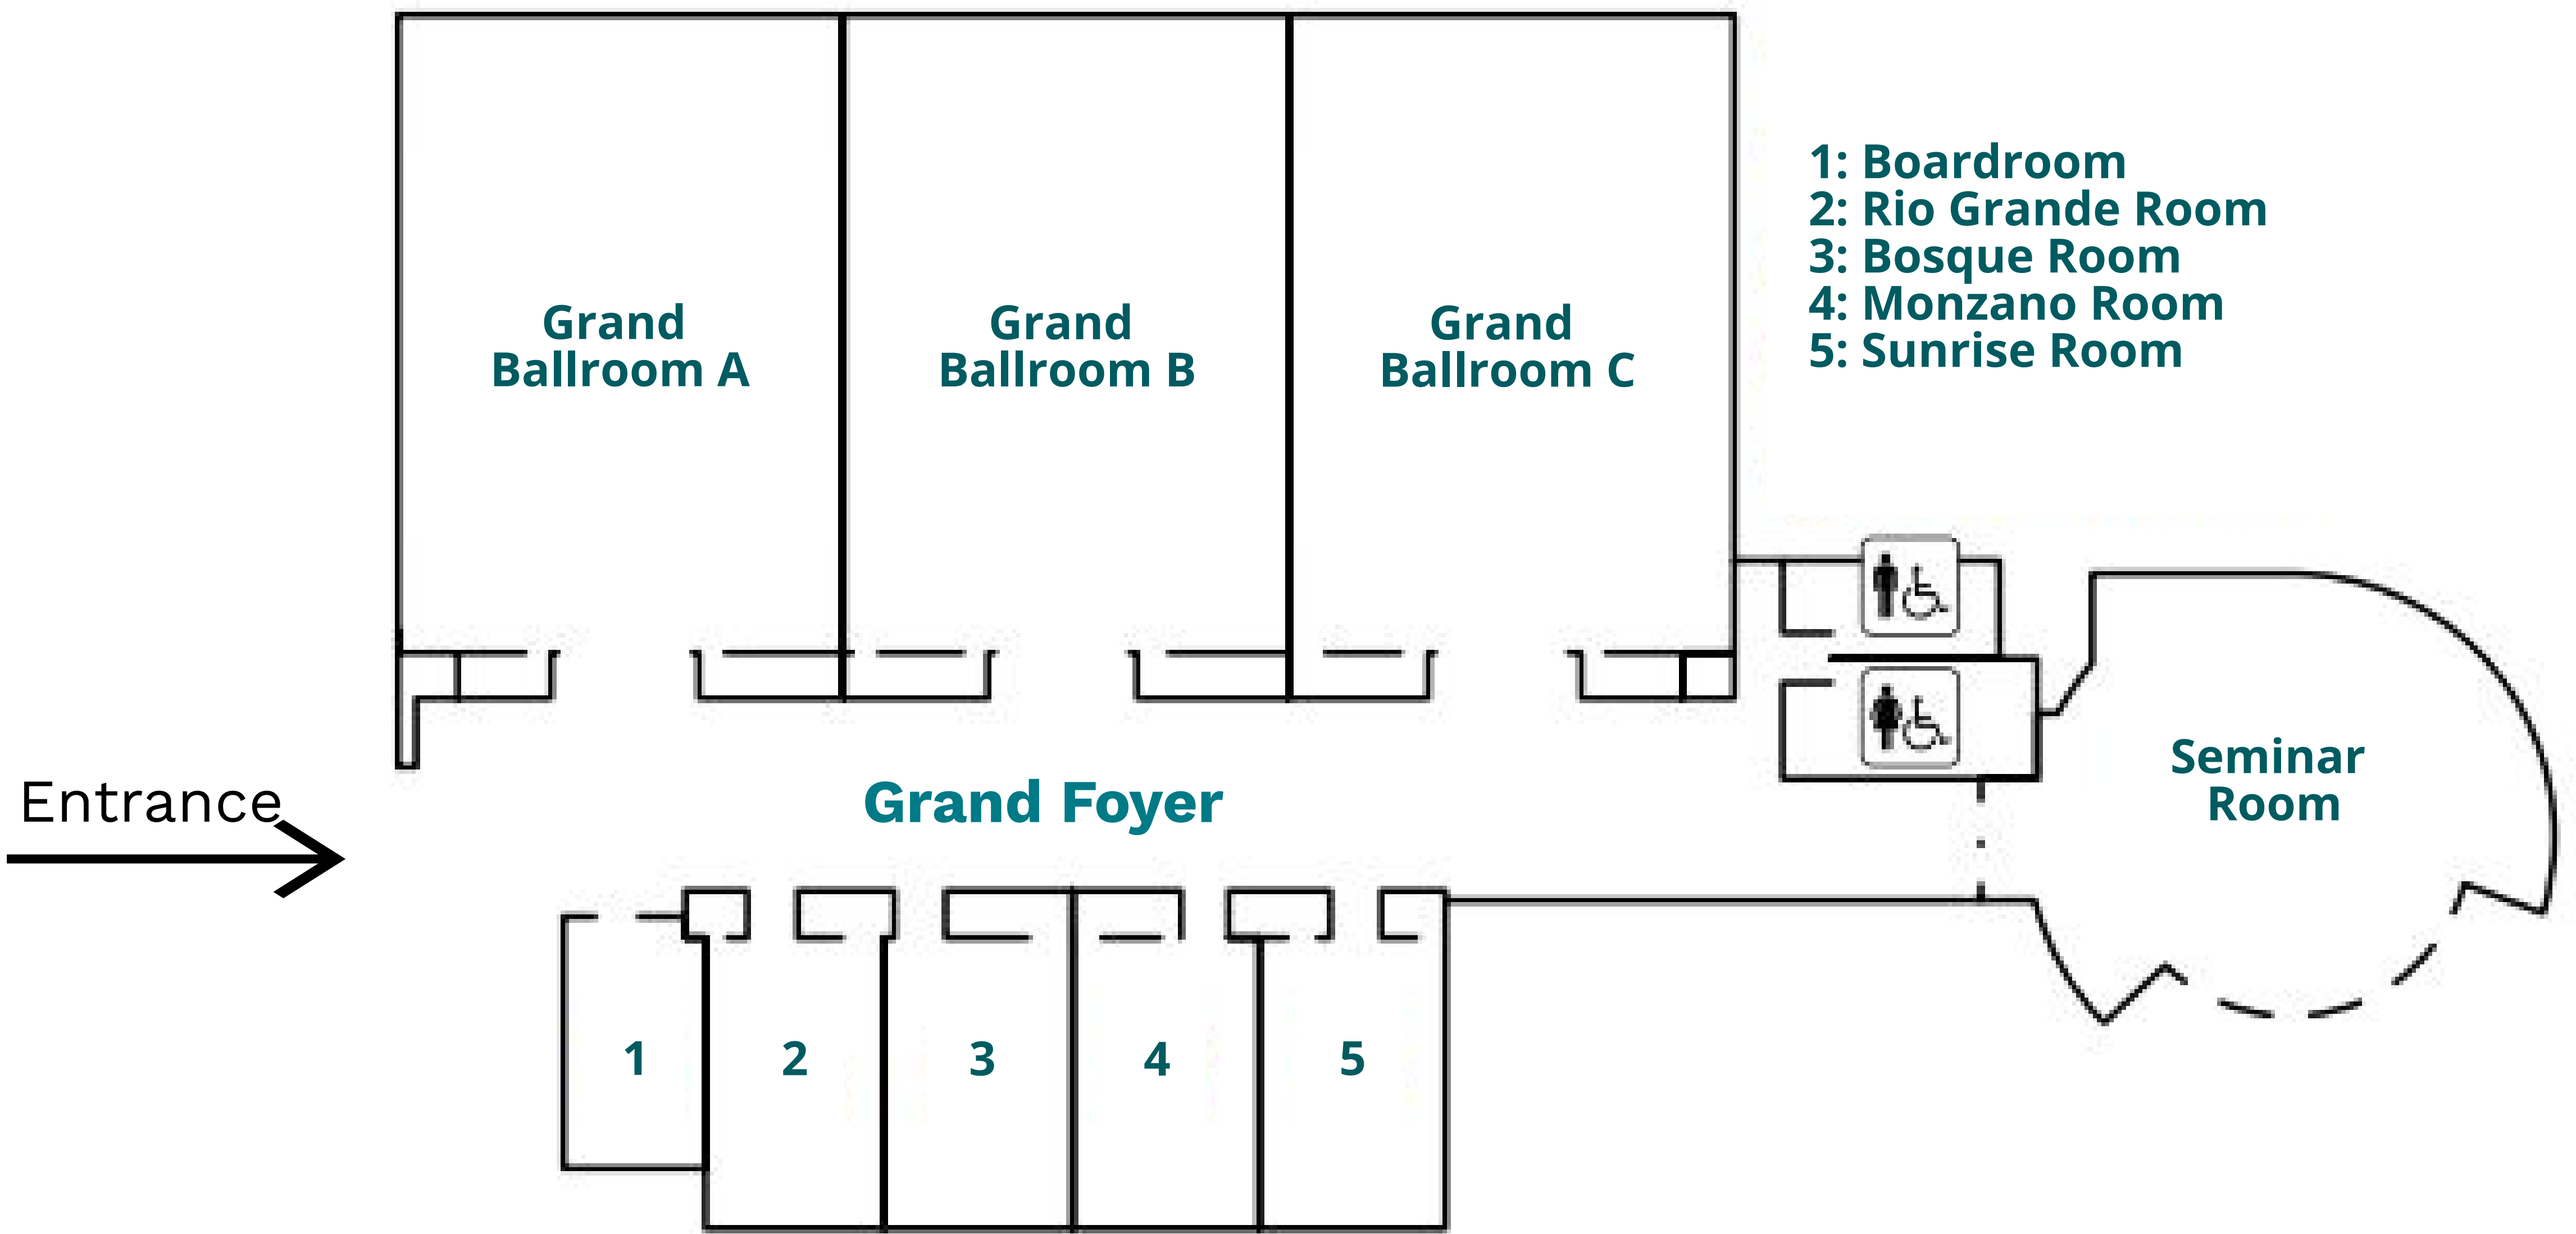 1: Boardroom
2: Rio Grande Room
3: Bosque Room
4: Monzano Room
5: Sunrise Room
Grand
Ballroom A
Grand
Ballroom B
Grand
Ballroom C
Seminar
Room
Entrance
Grand Foyer
1
2
3
4
5